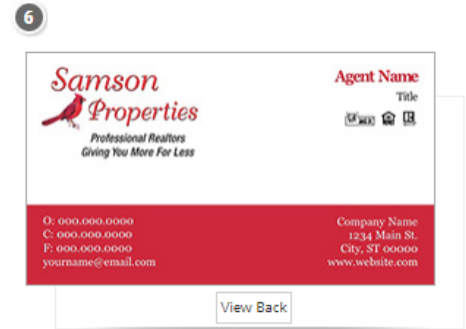 6
Samson
Properties
Professional Realtors
Giving You More For Less
Agent Name
Title
MLS
O: 000.000.0000
C: 000.000.0000
F: 000.000.0000
yourname@email.com
Company Name
1234 Main St.
City, ST 00000
www.website.com
View Back